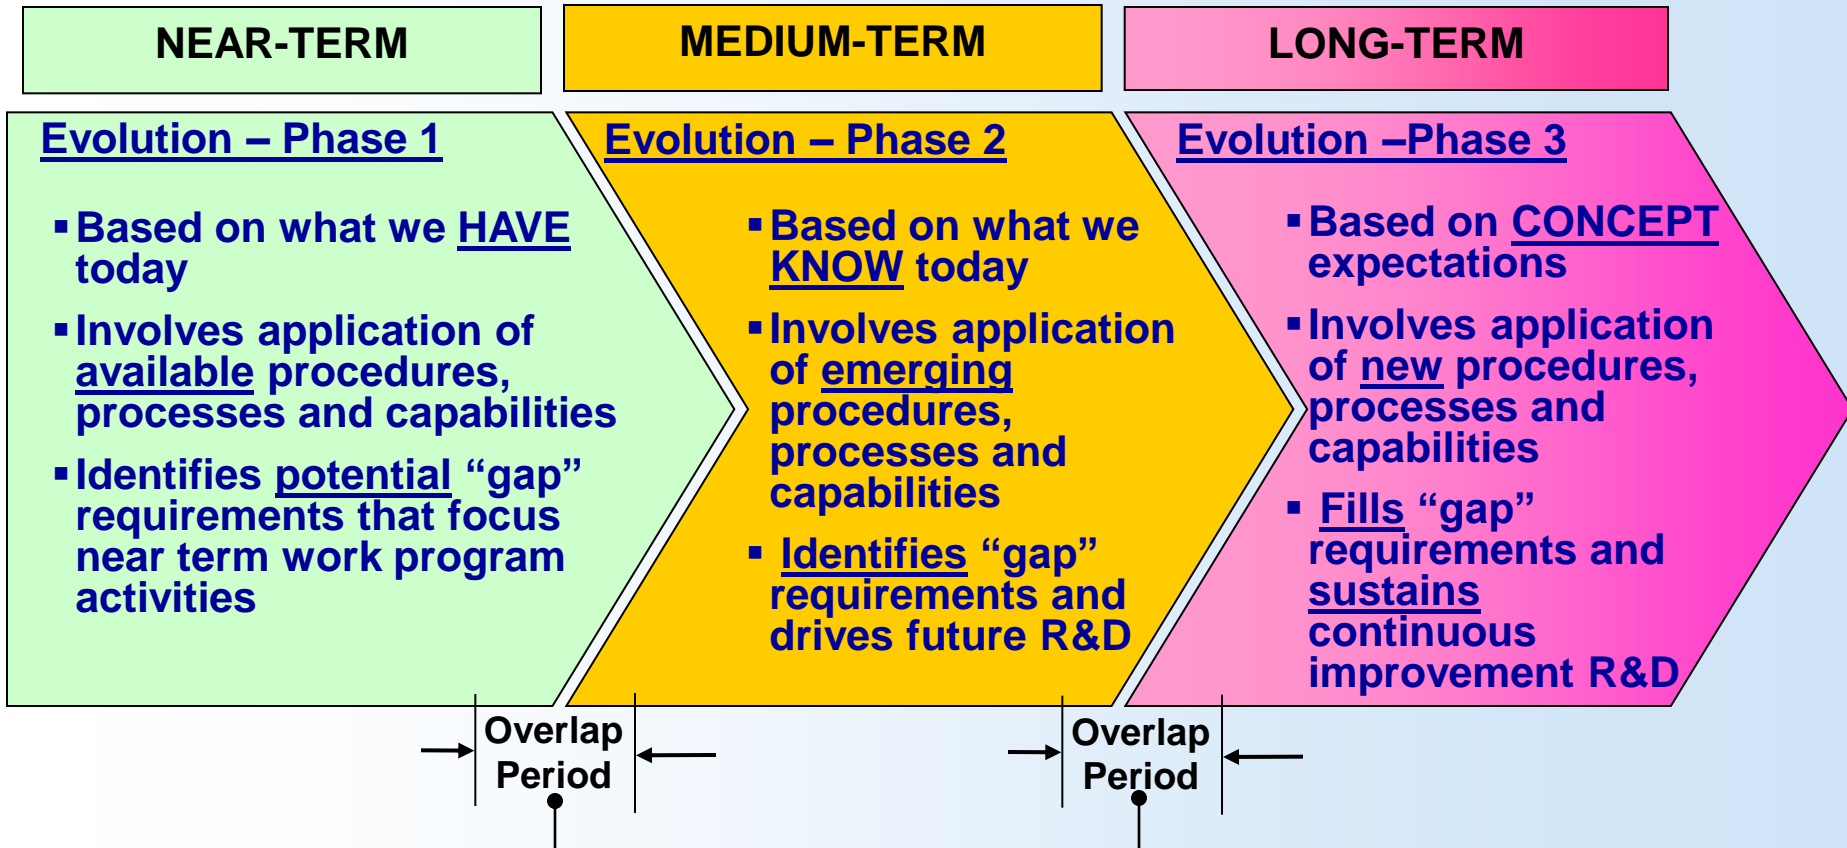 NEAR-TERM
MEDIUM-TERM
LONG-TERM
Evolution – Phase 1
▪Based on what we HAVE
today
▪Involves application of
available procedures,
processes and capabilities
▪Identifies potential “gap”
requirements that focus
near term work program
activities
Evolution – Phase 2
▪Based on what we
KNOW today
▪Involves application
of emerging
procedures,
processes and
capabilities
▪ Identifies “gap”
requirements and
drives future R&D
Evolution –Phase 3
▪Based on CONCEPT
expectations
▪Involves application
of new procedures,
processes and
capabilities
▪ Fills “gap”
requirements and
sustains
continuous
improvement R&D
Overlap
Period
Overlap
Period